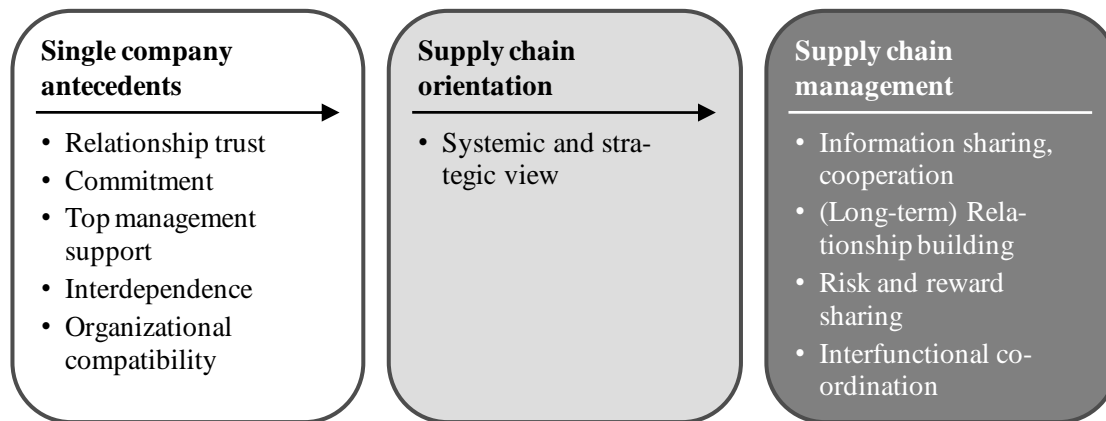 Single company
antecedents
• Relationship trust
• Commitment
• Top management
support
• Interdependence
• Organizational
compatibility
Supply chain
orientation
• Systemic and stra-
tegic view
Supply chain
management
• Information sharing,
cooperation
• (Long-term) Rela-
tionship building
• Risk and reward
sharing
• Interfunctional co-
ordination